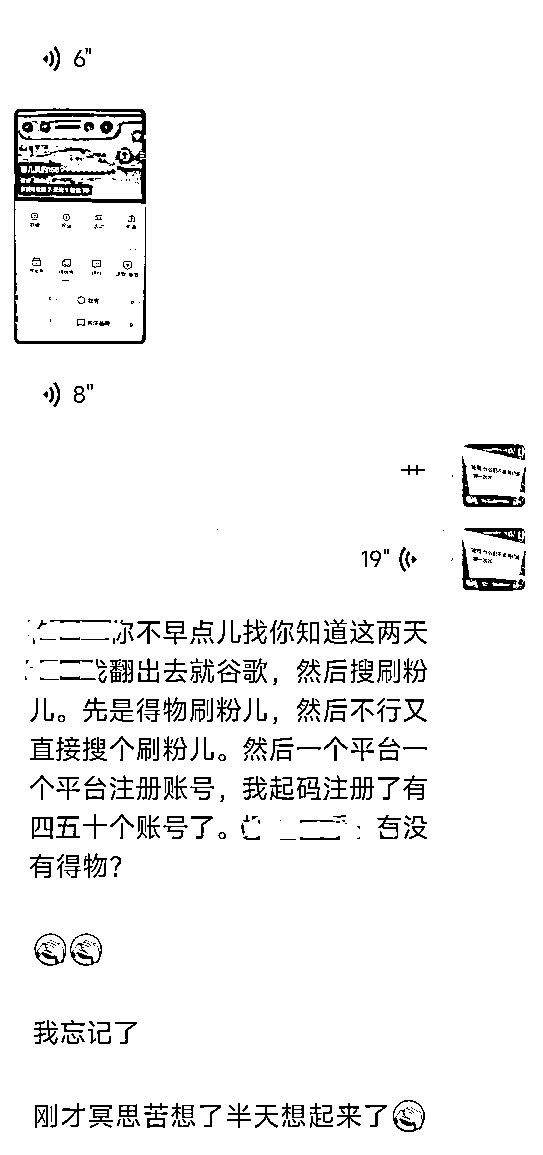 6"
8"
19"
你不早点儿找你知道这两天
我翻出去就谷歌，然后搜刷粉
儿。先是得物刷粉儿，然后不行又
直接搜个刷粉儿。然后一个平台一
个平台注册账号，我起码注册了有
四五十个账号了。有没
有得物？
我忘记了
刚才冥思苦想了半天想起来了